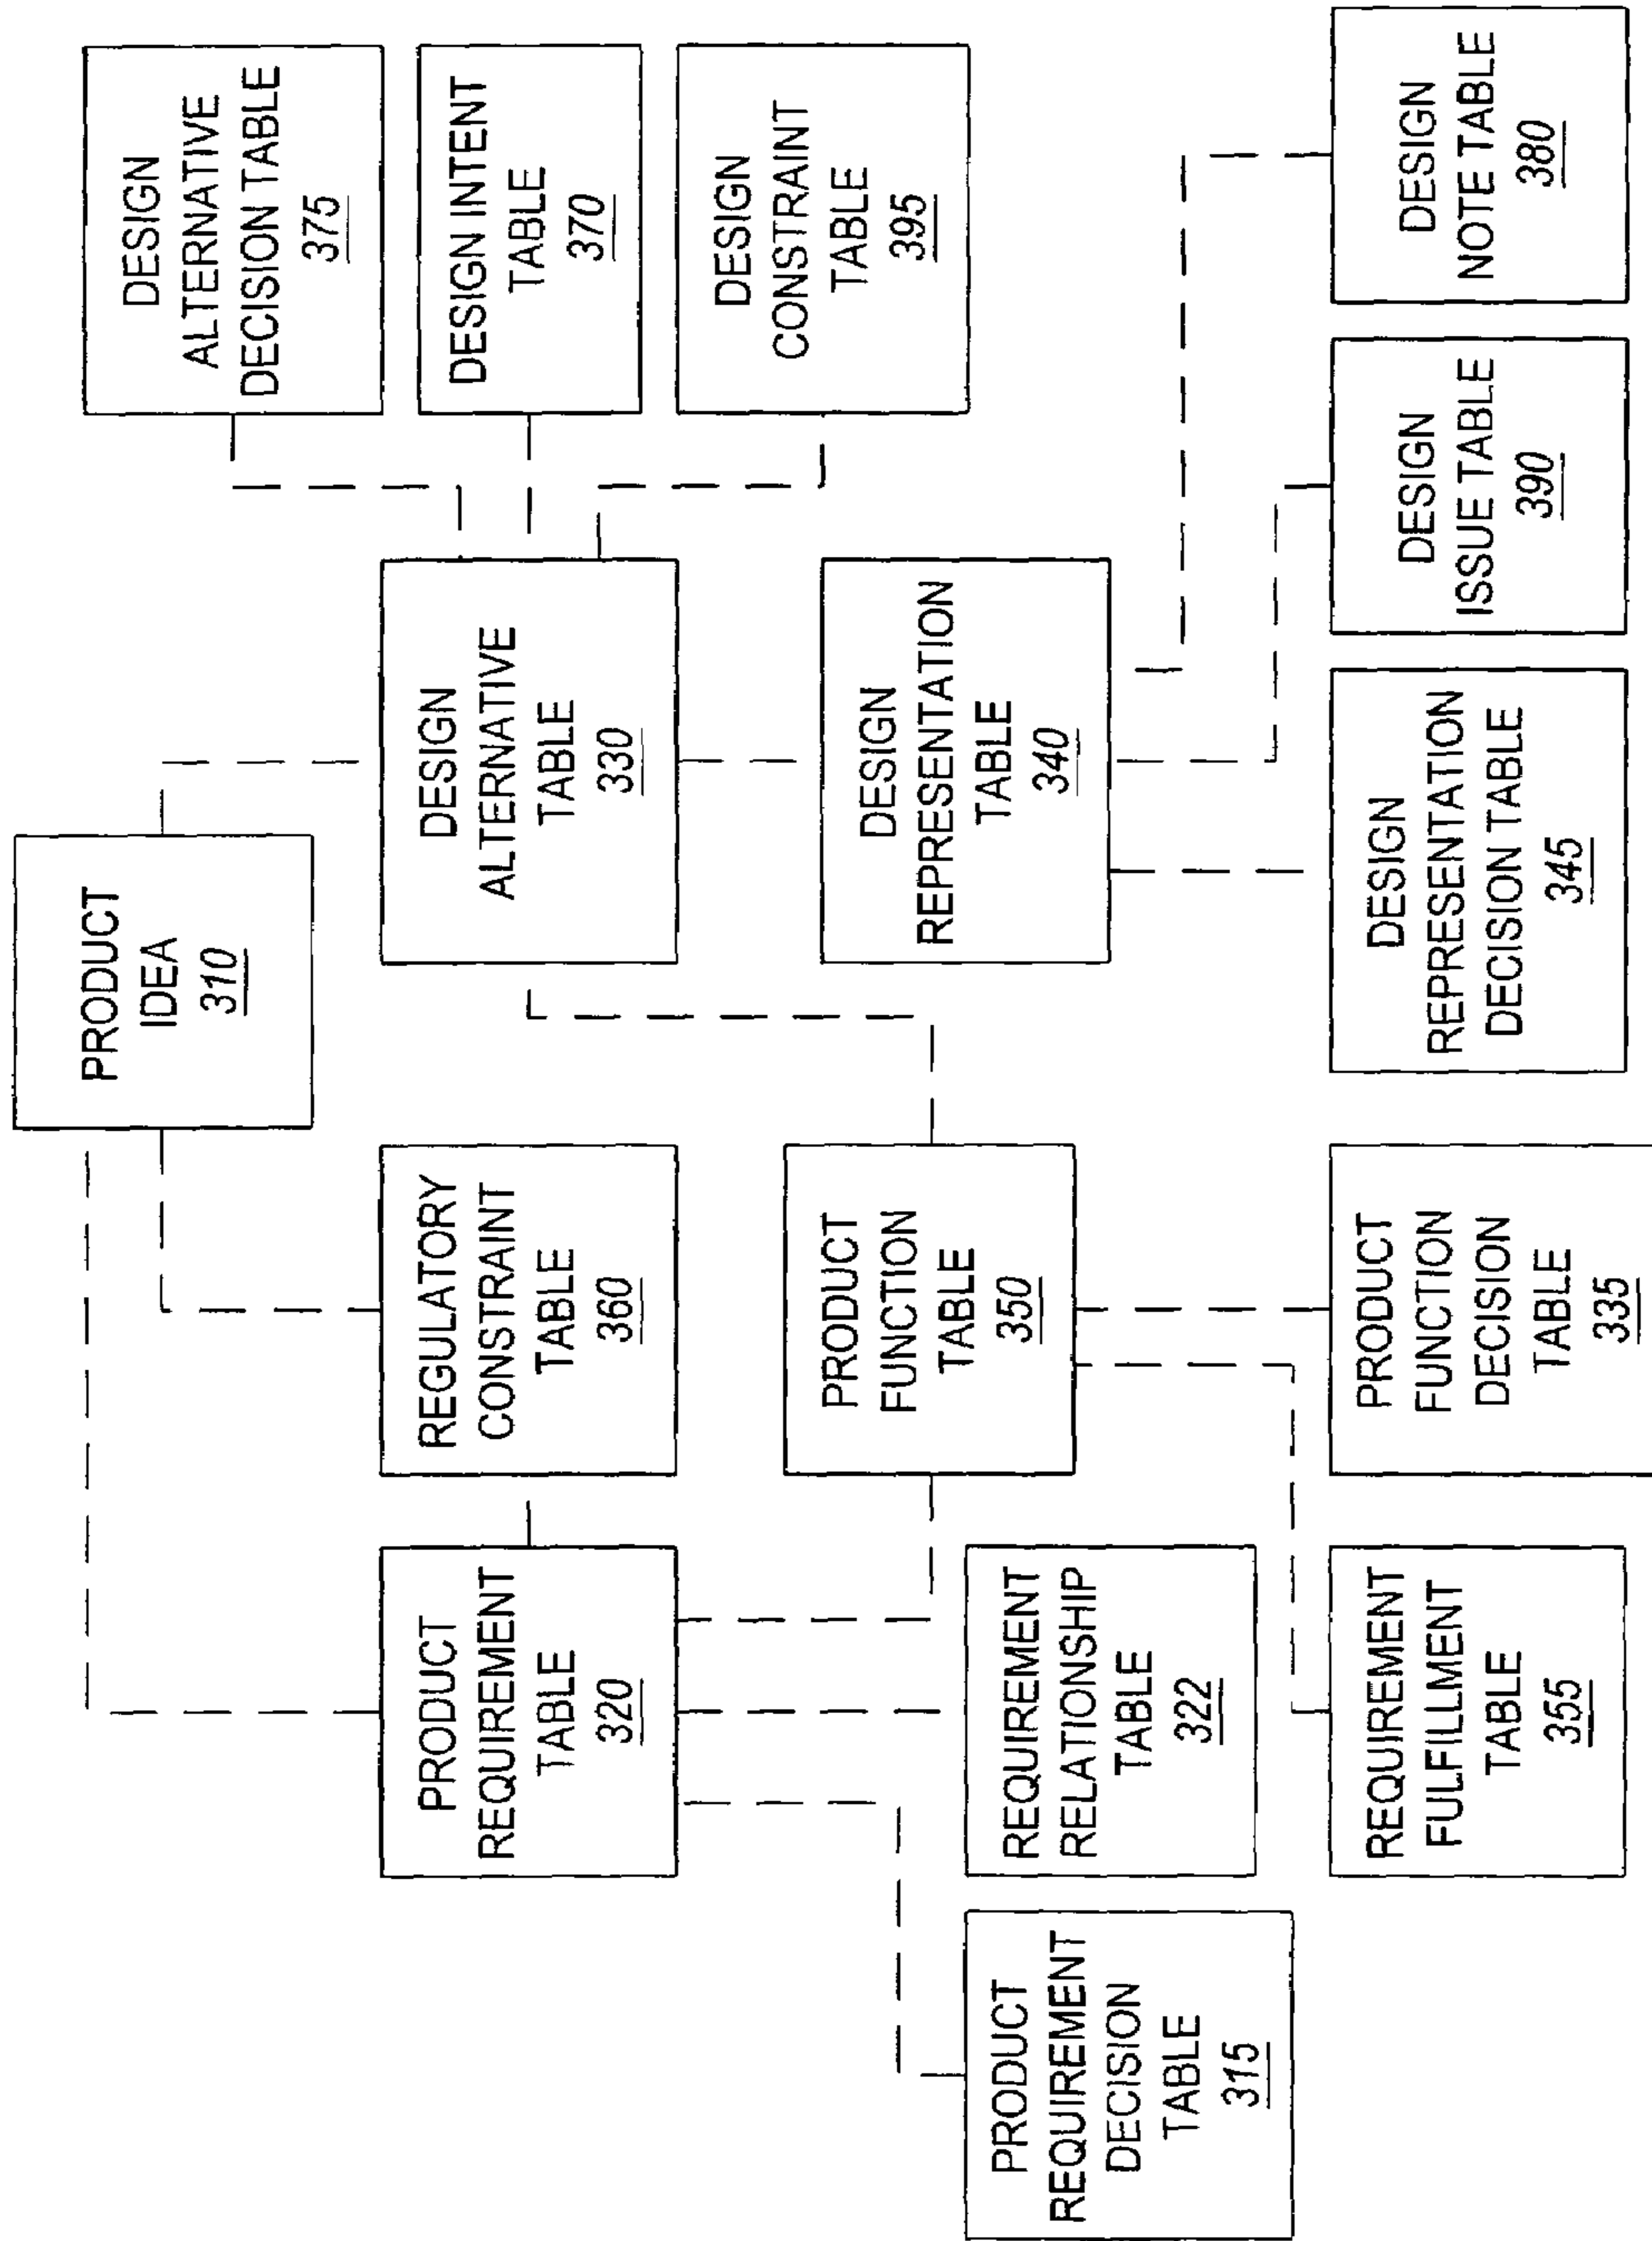 PRODUCT
IDEA
310
PRODUCT
REQUIREMENT
TABLE
320
REGULATORY
CONSTRAINT
TABLE
360
DESIGN
ALTERNATIVE
TABLE
330
DESIGN
ALTERNATIVE
DECISION TABLE
375
DESIGN INTENT
TABLE
370
DESIGN
CONSTRAINT
TABLE
395
PRODUCT
FUNCTION
TABLE
350
DESIGN
REPRESENTATION
TABLE
340
PRODUCT
REQUIREMENT
DECISION
TABLE
315
REQUIREMENT
RELATIONSHIP
TABLE
322
REQUIREMENT
FULFILLMENT
TABLE
355
PRODUCT
FUNCTION
DECISION
TABLE
335
DESIGN
REPRESENTATION
DECISION TABLE
345
DESIGN
ISSUE TABLE
390
DESIGN
NOTE TABLE
380